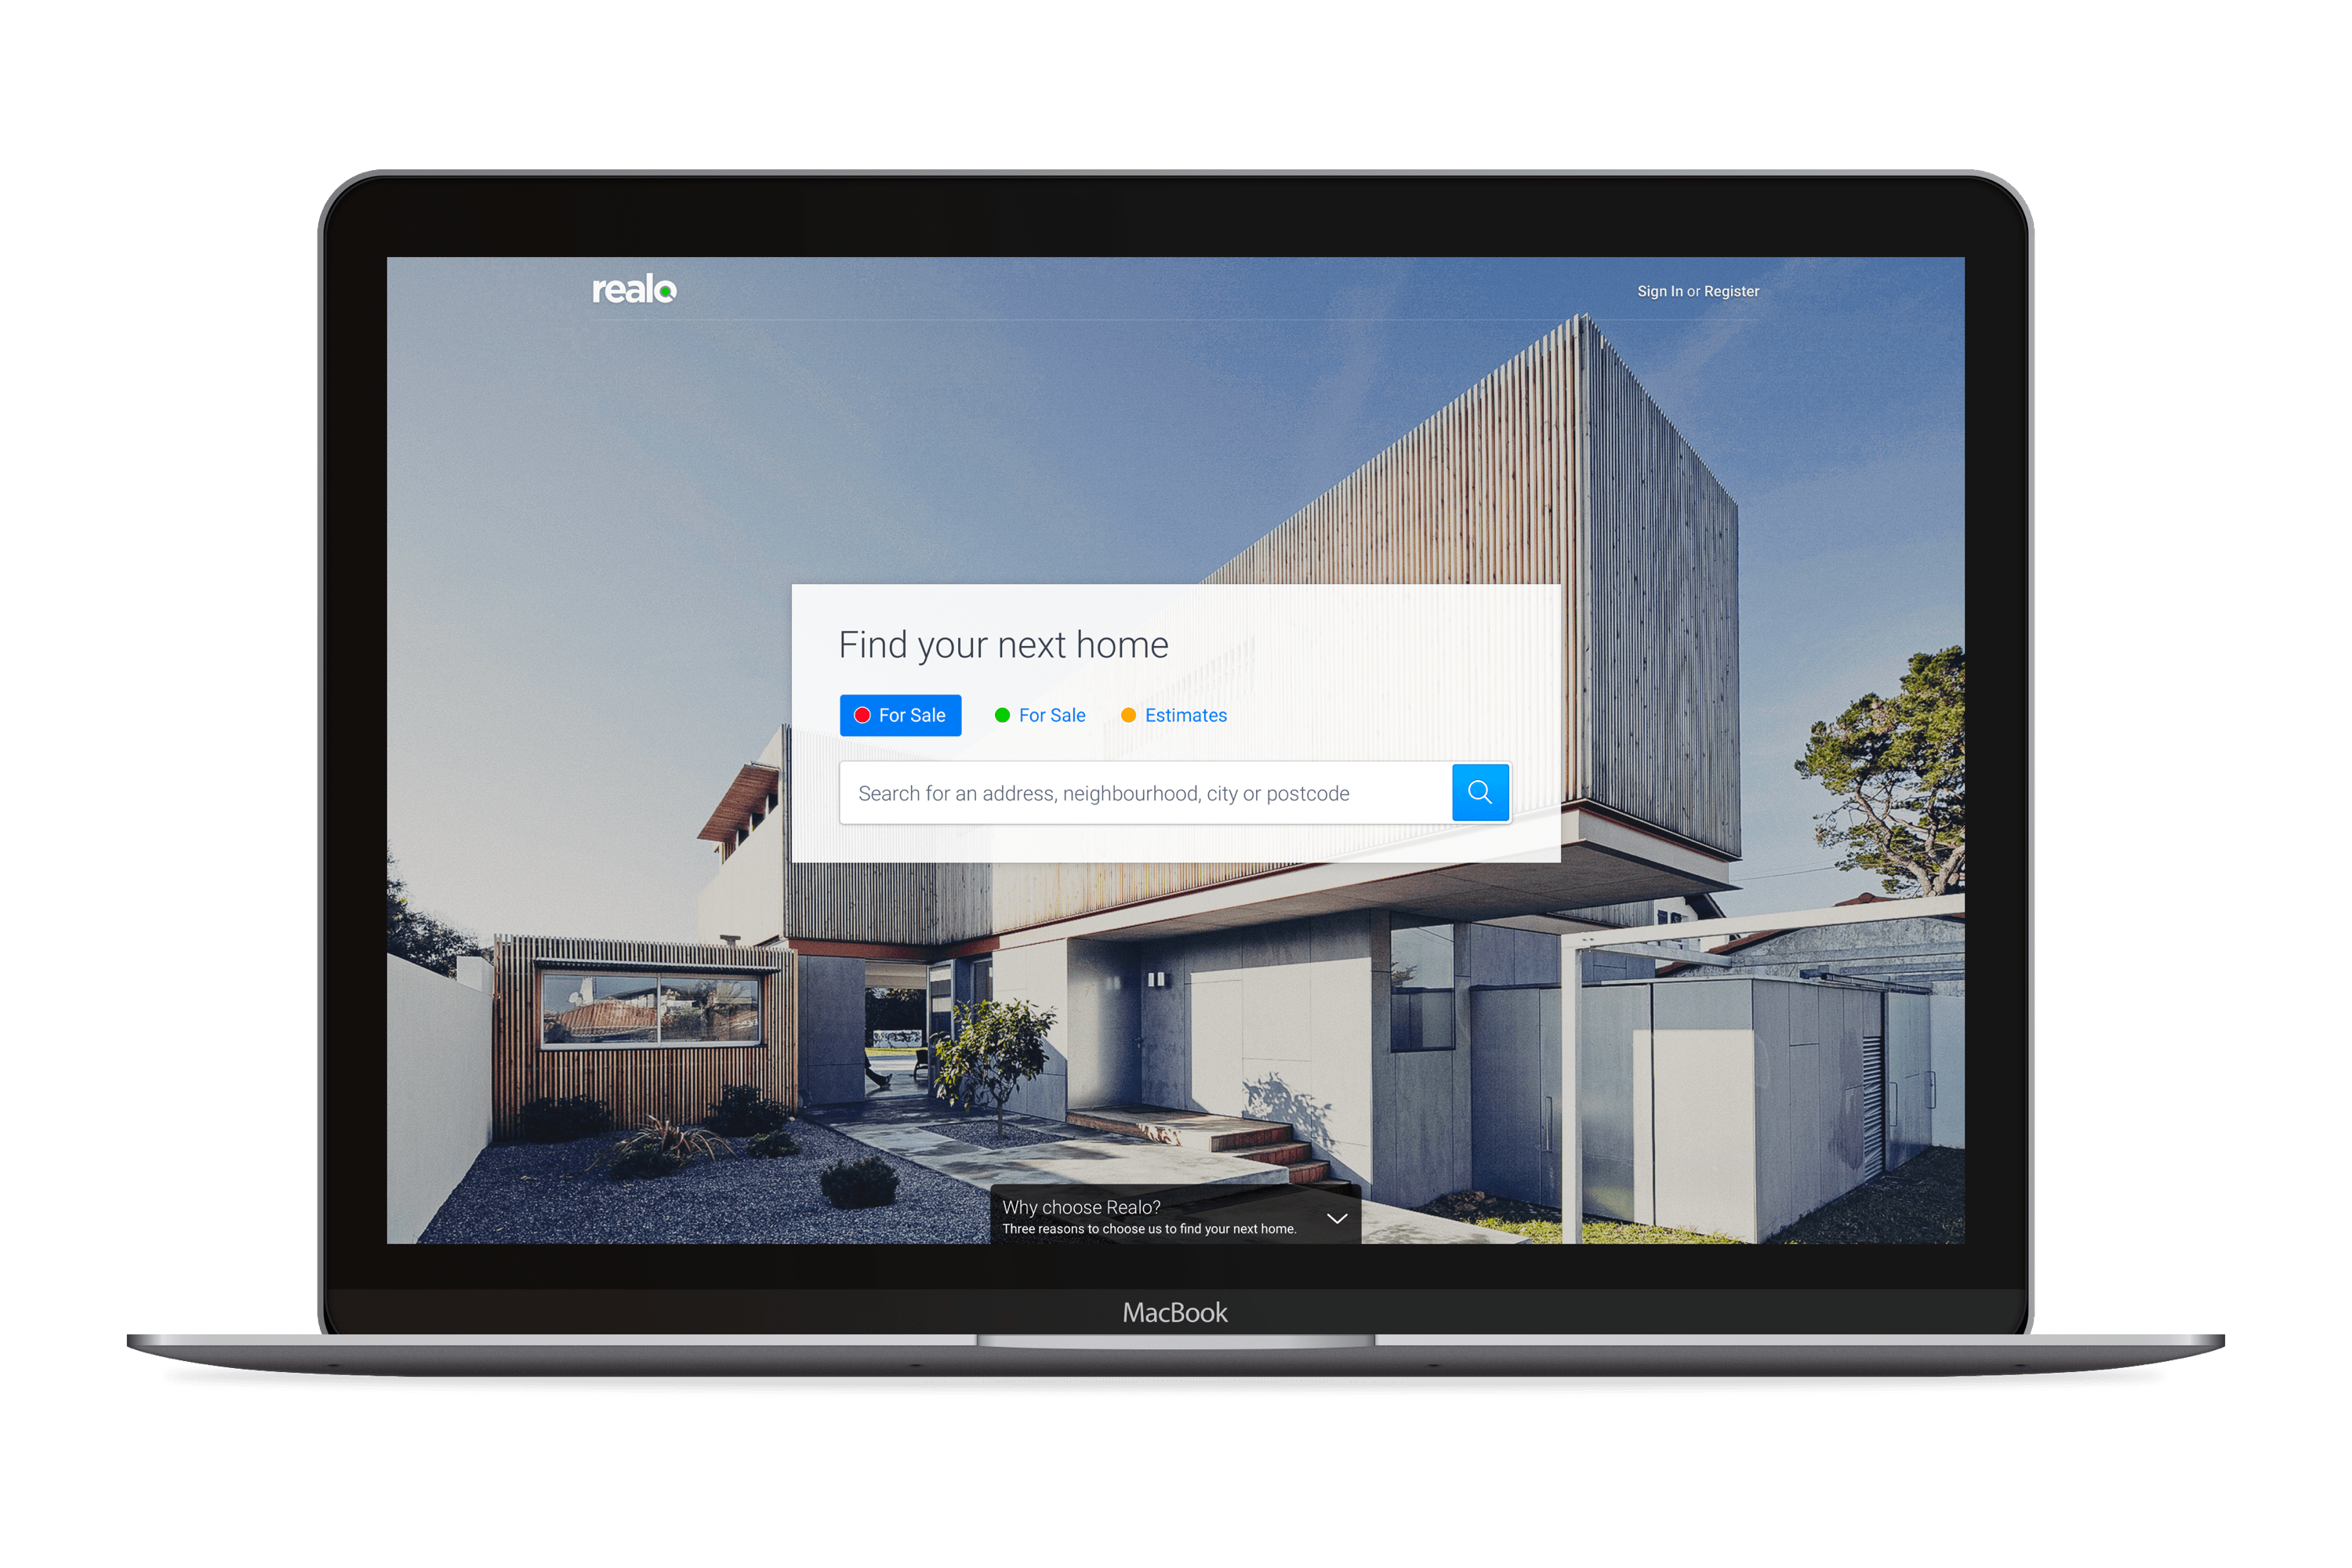 realo
Sign In or Register
Find your next home
For Sale
For Sale
Estimates
Search for an address, neighbourhood, city or postcode
Why choose Realo?
Three reasons to choose us to find your next home.
MacBook